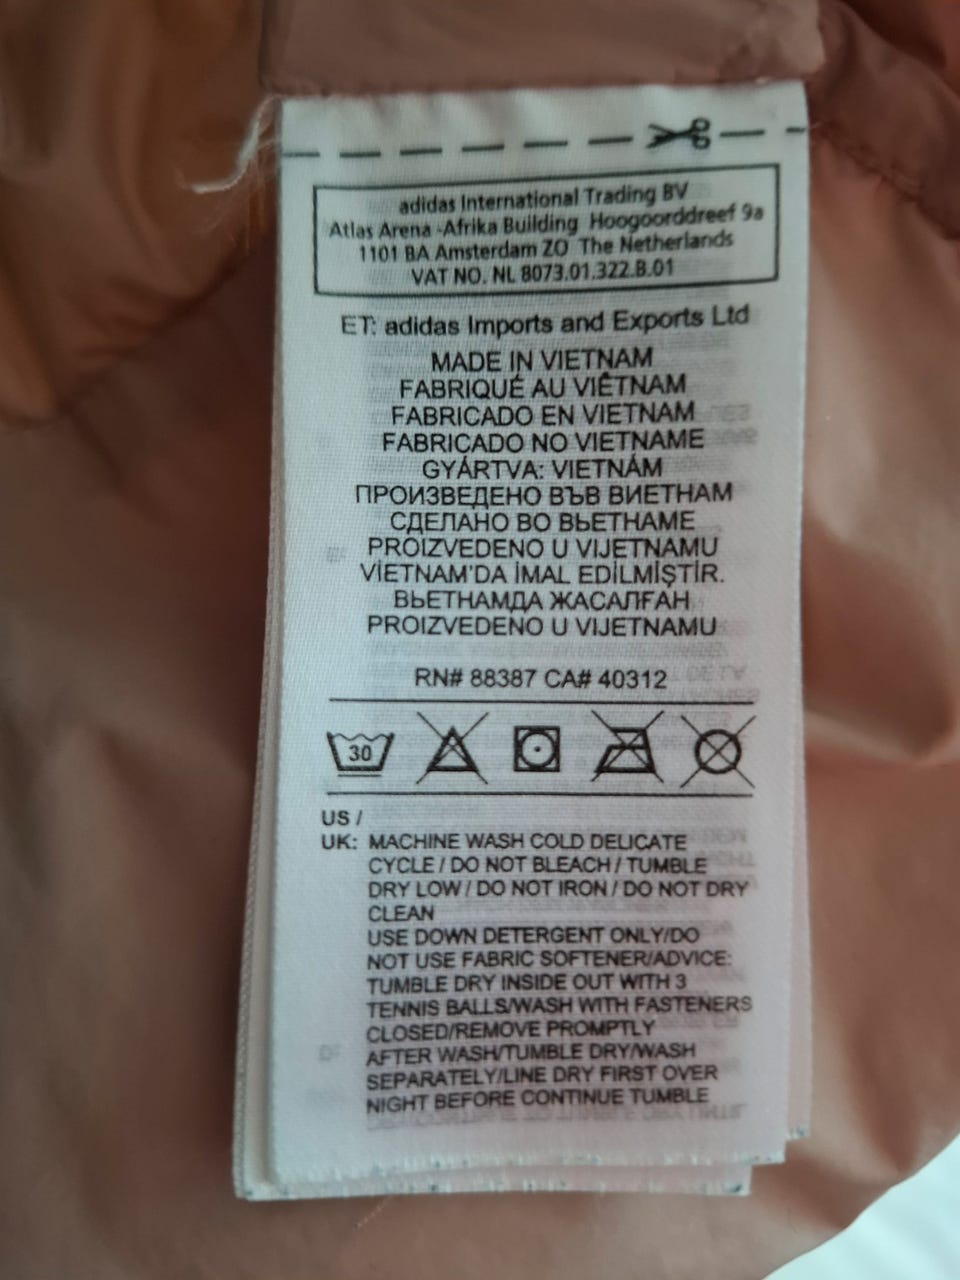 adidas International Trading BV
Atlas Arena -Afrika Building Hoogoorddreef 9a
1101 BA Amsterdam ZO The Netherlands
VAT NO. NL 8073.01.322.B.01
ET: adidas Imports and Exports Ltd
MADE IN VIETNAM
FABRIQUÉ AU VIÊTNAM
FABRICADO EN VIETNAM
FABRICADO NO VIETNAME
GYÁRTVA: VIETNÁM
ПРОИЗВЕДЕНО ВЪВ ВИЕТНАМ
СДЕЛАНО ВО ВЬЕТНАМЕ
PROIZVEDENO U VIJETNAMU
VİETNAM'DA İMAL EDİLMİŞTİR.
ВЬЕТНАМДА ЖАСАЛҒАН
PROIZVEDENO U VIJETNAMU
RN# 88387 CA# 40312
30
US /
UK: MACHINE WASH COLD DELICATE
CYCLE / DO NOT BLEACH / TUMBLE
DRY LOW / DO NOT IRON / DO NOT DRY
CLEAN
USE DOWN DETERGENT ONLY/DO
NOT USE FABRIC SOFTENER/ADVICE:
TUMBLE DRY INSIDE OUT WITH 3
TENNIS BALLS/WASH WITH FASTENERS
CLOSED/REMOVE PROMPTLY
AFTER WASH/TUMBLE DRY/WASH
SEPARATELY/LINE DRY FIRST OVER
NIGHT BEFORE CONTINUE TUMBLE